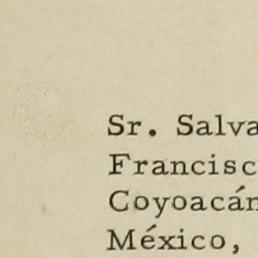 Sr. Salva
Francisc
Coyoacán
México,